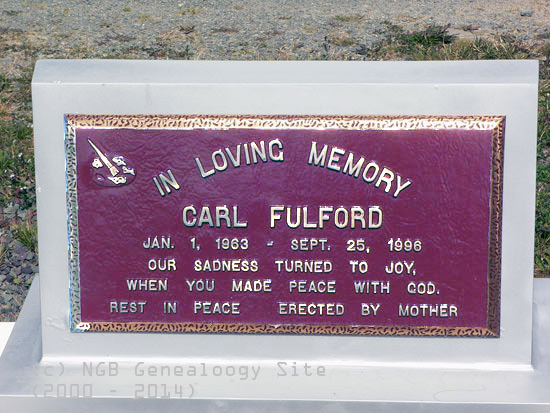 IN LOVING MEMORY
CARL FULFORD
JAN. 1, 1963 - SEPT. 25, 1996
OUR SADNESS TURNED TO JOY,
WHEN YOU MADE PEACE WITH GOD.
REST IN PEACE ERECTED BY MOTHER
(c) NGB Genealoogy Site
(2000 - 2014)